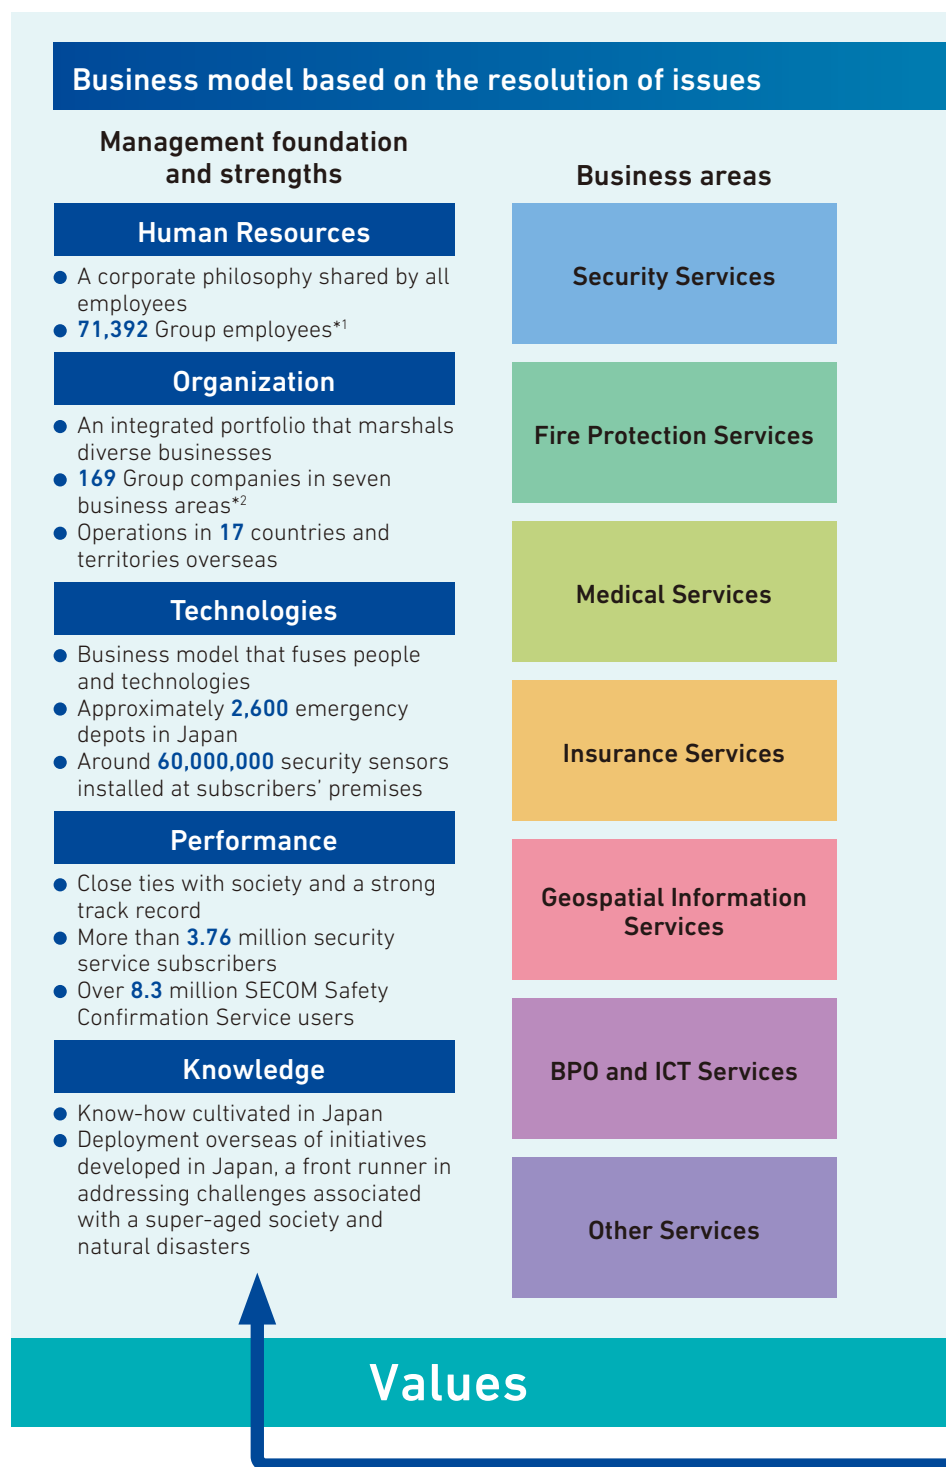 Business model based on the resolution of issues
Management foundation
and strengths
Human Resources
● A corporate philosophy shared by all
employees
● 71,392 Group employees*1
Organization
● An integrated portfolio that marshals
diverse businesses
● 169 Group companies in seven
business areas*2
● Operations in 17 countries and
territories overseas
Technologies
● Business model that fuses people
and technologies
● Approximately 2,600 emergency
depots in Japan
● Around 60,000,000 security sensors
installed at subscribers’ premises
Performance
● Close ties with society and a strong
track record
● More than 3.76 million security
service subscribers
● Over 8.3 million SECOM Safety
Confirmation Service users
Knowledge
● Know-how cultivated in Japan
● Deployment overseas of initiatives
developed in Japan, a front runner in
addressing challenges associated
with a super-aged society and
natural disasters
Business areas
Security Services
Fire Protection Services
Medical Services
Insurance Services
Geospatial Information
Services
BPO and ICT Services
Other Services
Values